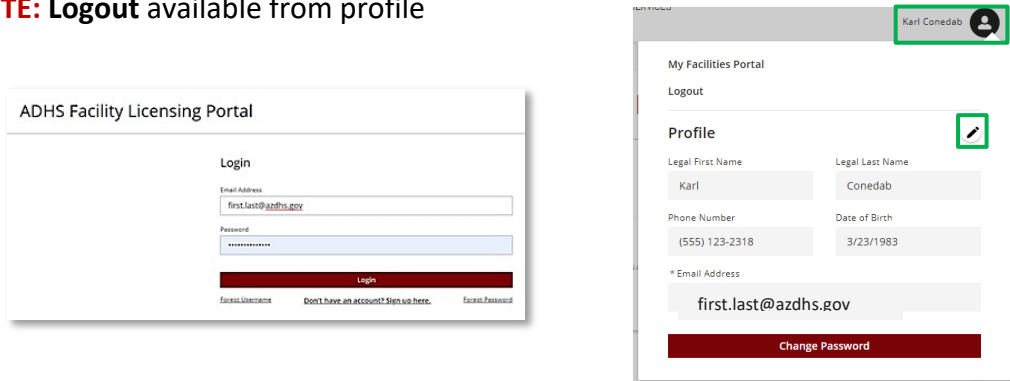 TE: Logout available from profile
ADHS Facility Licensing Portal
Login
Email Address
first.last@azdhs.gov
Password
••••••••••••••
Login
Forgot Username Don't have an account? Sign up here. Forgot Password
Karl Conedab
My Facilities Portal
Logout
Profile
Legal First Name Legal Last Name
Karl Conedab
Phone Number Date of Birth
(555) 123-2318 3/23/1983
* Email Address
first.last@azdhs.gov
Change Password